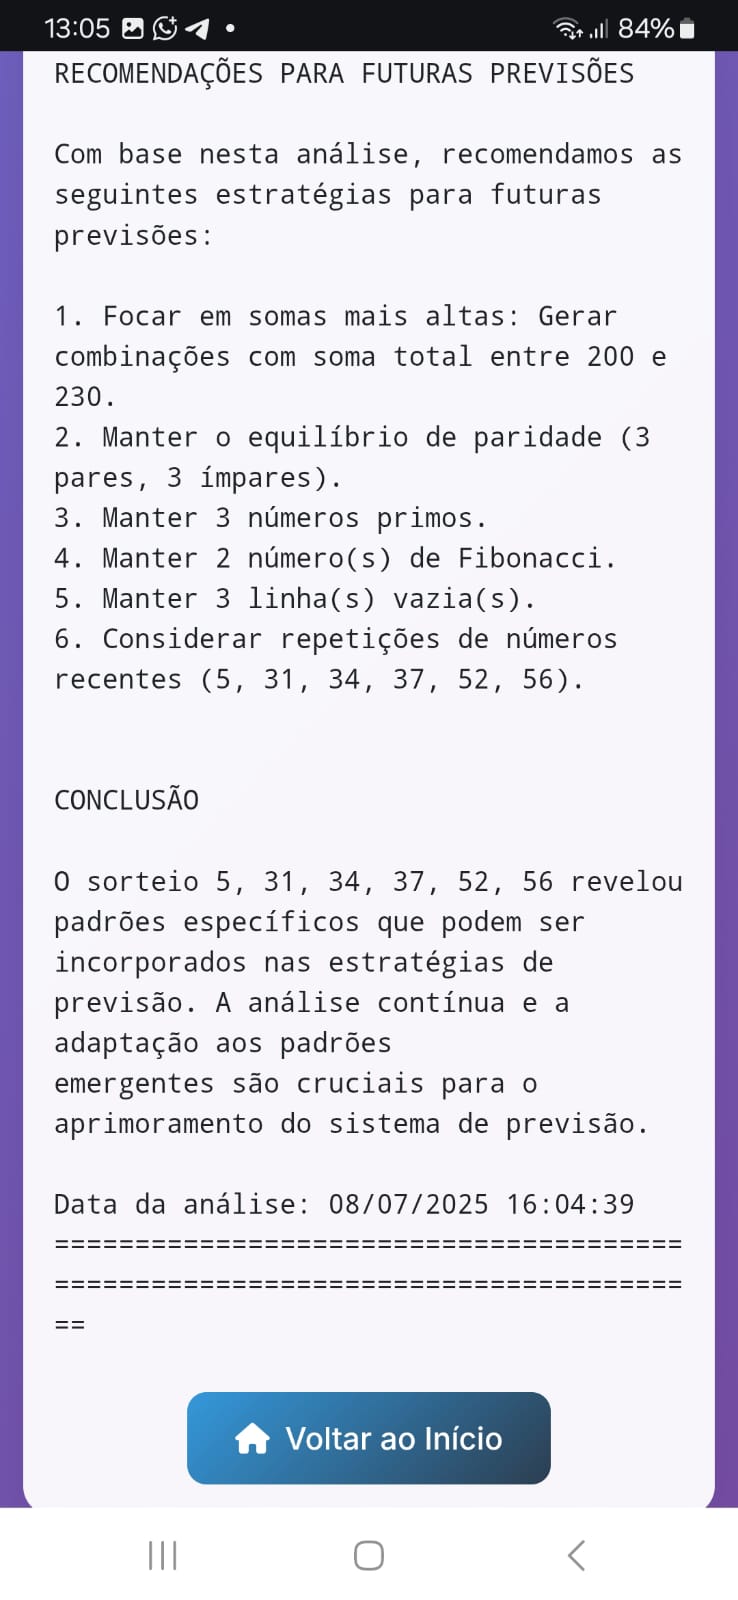 13:05
84%
RECOMENDAÇÕES PARA FUTURAS PREVISÕES
Com base nesta análise, recomendamos as
seguintes estratégias para futuras
previsões:
1. Focar em somas mais altas: Gerar
combinações com soma total entre 200 e
230.
2. Manter o equilíbrio de paridade (3
pares, 3 ímpares).
3. Manter 3 números primos.
4. Manter 2 número(s) de Fibonacci.
5. Manter 3 linha(s) vazia(s).
6. Considerar repetições de números
recentes (5, 31, 34, 37, 52, 56).
CONCLUSÃO
O sorteio 5, 31, 34, 37, 52, 56 revelou
padrões específicos que podem ser
incorporados nas estratégias de
previsão. A análise contínua e a
adaptação aos padrões
emergentes são cruciais para o
aprimoramento do sistema de previsão.
Data da análise: 08/07/2025 16:04:39
=======================================
=======================================
==
Voltar ao Início